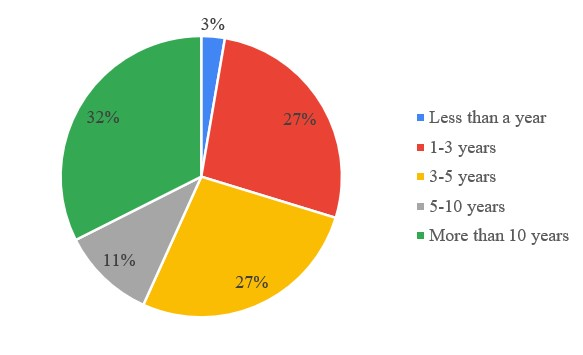 3%
27%
32%
11%
27%
Less than a year
1-3 years
3-5 years
5-10 years
More than 10 years